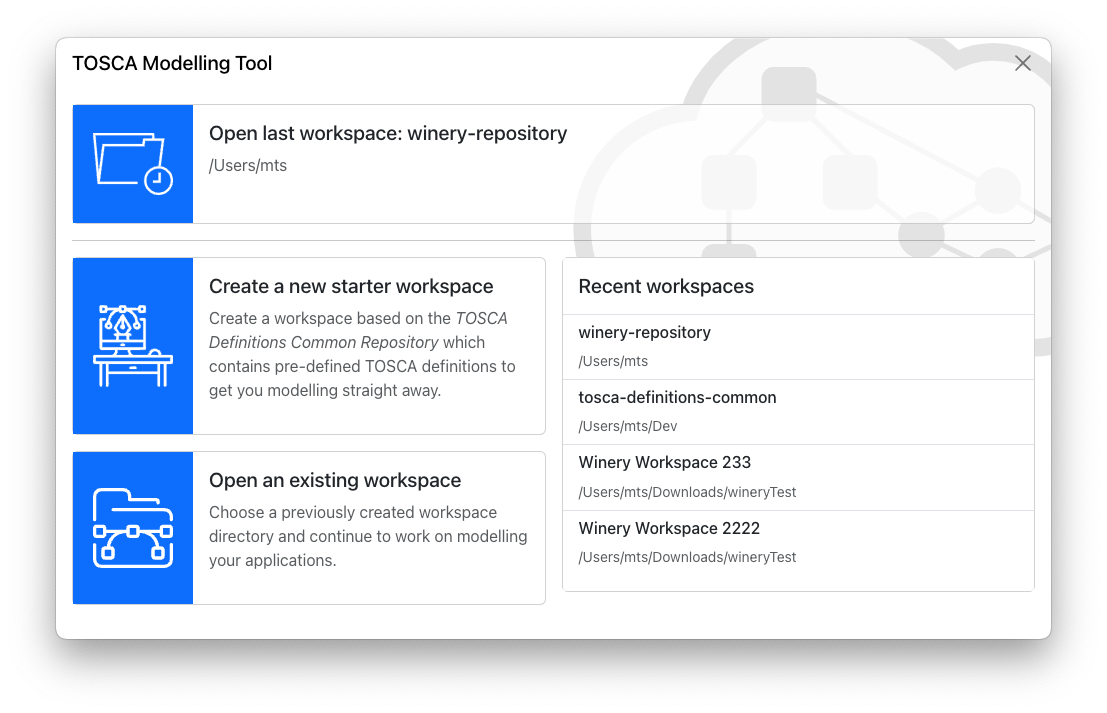 TOSCA Modelling Tool
Open last workspace: winery-repository
/Users/mts
Create a new starter workspace
Create a workspace based on the TOSCA
Definitions Common Repository which
contains pre-defined TOSCA definitions to
get you modelling straight away.
Open an existing workspace
Choose a previously created workspace
directory and continue to work on modelling
your applications.
Recent workspaces
winery-repository
/Users/mts
tosca-definitions-common
/Users/mts/Dev
Winery Workspace 233
/Users/mts/Downloads/wineryTest
Winery Workspace 2222
/Users/mts/Downloads/wineryTest